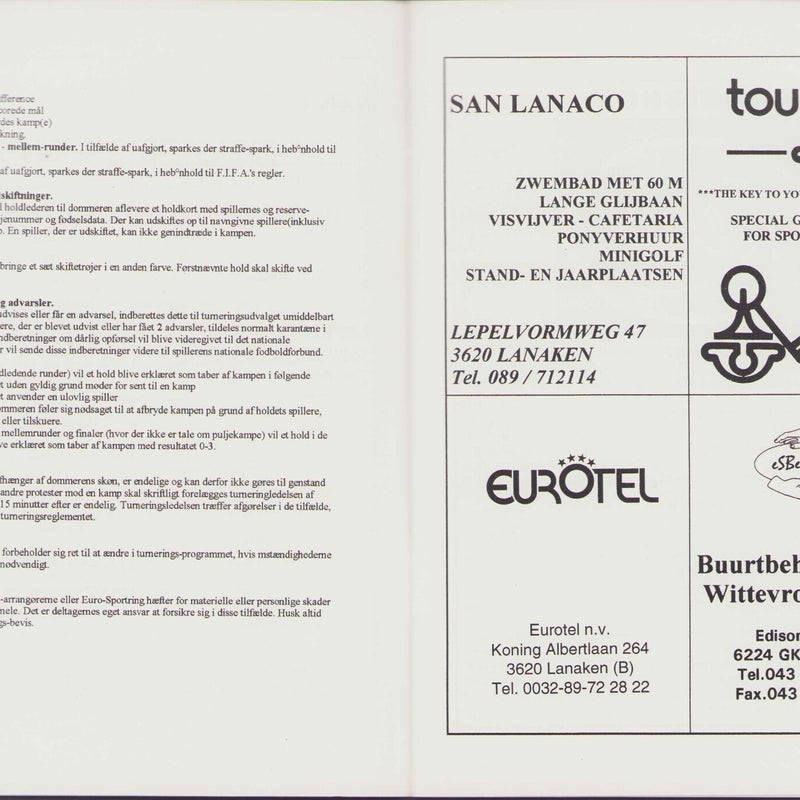 fference
corede mål
des kamp(e)
kning.
- mellem-runder. I tilfælde af uafgjort, sparkes der straffe-spark, i heb°nhold til
af uafgjort, sparkes der straffe-spark, i heb°nhold til F.I.F.A.'s regler.
skiftninger.
l holdlederen til dommeren aflevere et holdkort med spillernes og reserve-
jenummer og fødselsdata. Der kan udskiftes op til navngivne spillere(inklusiv
). En spiller, der er udskiftet, kan ikke genindtræde i kampen.
bringe et sæt skiftetrøjer i en anden farve. Førstnævnte hold skal skifte ved
g advarsler.
udvises eller får en advarsel, indberettes dette til turneringsudvalget umiddelbart
ere, der er blevet udvist eller har fået 2 advarsler, tildeles normalt karantæne i
ndberetninger om dårlig opførsel vil blive videregivet til det nationale
r vil sende disse indberetninger videre til spillerens nationale fodboldforbund.
dledende runder) vil et hold blive erklæret som taber af kampen i følgende
t uden gyldig grund møder for sent til en kamp
t anvender en ulovlig spiller
ommeren føler sig nødsaget til at afbryde kampen på grund af holdets spillere,
eller tilskuere.
mellemrunder og finaler (hvor der ikke er tale om puljekampe) vil et hold i de
ve erklæret som taber af kampen med resultatet 0-3.
fhænger af dommerens skøn, er endelige og kan derfor ikke gøres til genstand
andre protester mod en kamp skal skriftligt forelægges turneringledelsen af
15 minutter efter er endelig. Turneringsledelsen træffer afgørelser i de tilfælde,
turneringsreglementet.
forbeholder sig ret til at ændre i turnerings-programmet, hvis mstændighederne
nødvendigt.
-arrangørerne eller Euro-Sportring hæfter for materielle eller personlige skader
mele. Det er deltagernes eget ansvar at forsikre sig i disse tilfælde. Husk altid
gs-bevis.
SAN LANACO
ZWEMBAD MET 60 M
LANGE GLIJBAAN
VISVIJVER - CAFETARIA
PONYVERHUUR
MINIGOLF
STAND- EN JAARPLAATSEN
LEPELVORMWEG 47
3620 LANAKEN
Tel. 089 / 712114
tou
***THE KEY TO YO
SPECIAL G
FOR SPO
EUROTEL
Eurotel n.v.
Koning Albertlaan 264
3620 Lanaken (B)
Tel. 0032-89-72 28 22
eSBe
Buurtbeh
Wittevro
Edison
6224 GK
Tel.043
Fax.043